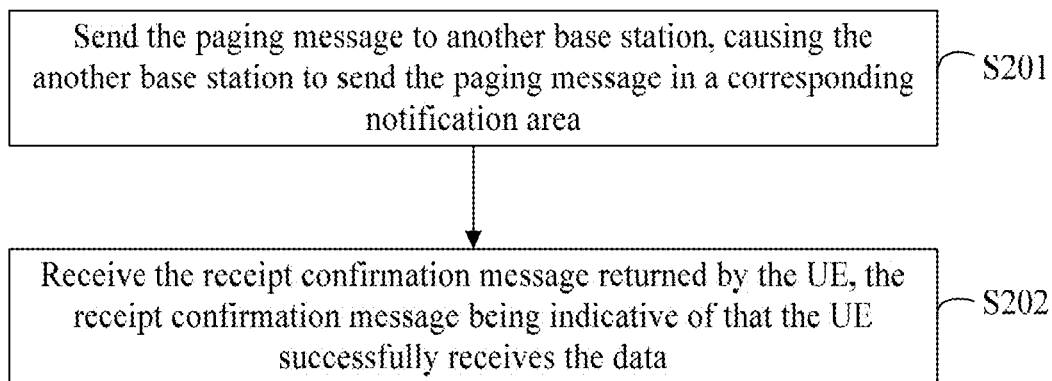 Send the paging message to another base station, causing the
another base station to send the paging message in a corresponding
notification area
S201
Receive the receipt confirmation message returned by the UE, the
receipt confirmation message being indicative of that the UE
successfully receives the data
S202